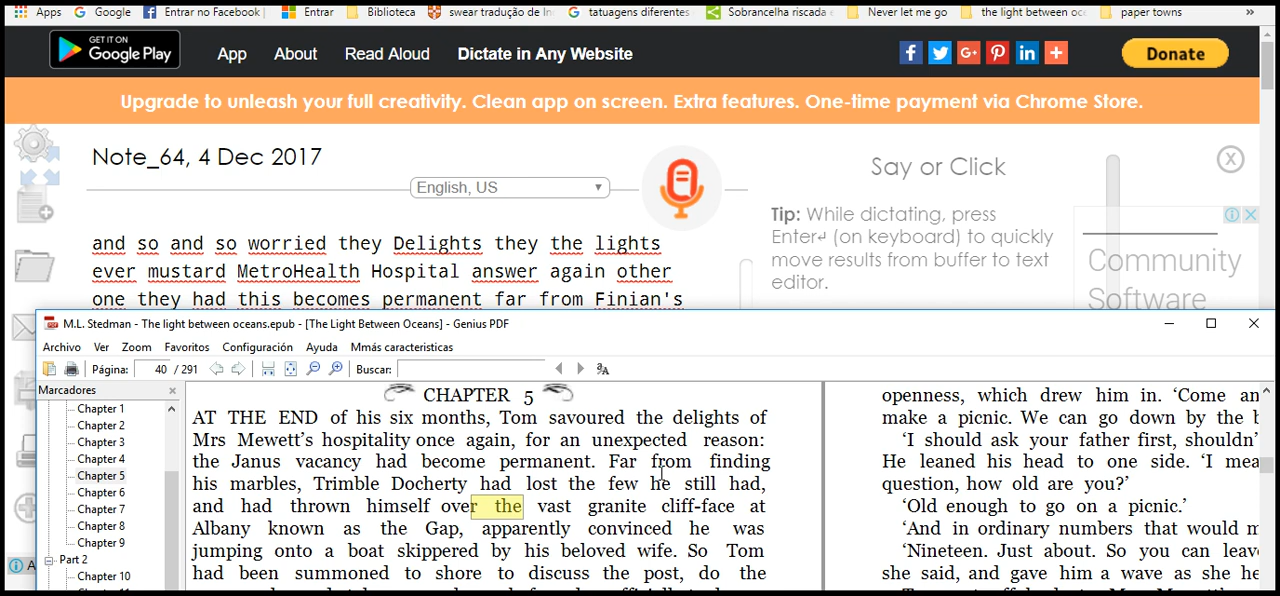 Apps
Google
Entrar no Facebook
Entrar
Biblioteca
swear tradução de In
tatuagens diferentes
Sobrancelha riscada c
Never let me go
the light between oce
paper towns
»
GET IT ON
Google Play
App
About
Read Aloud
Dictate in Any Website
Donate
Upgrade to unleash your full creativity. Clean app on screen. Extra features. One-time payment via Chrome Store.
Note_64, 4 Dec 2017
English, US
Say or Click
Tip: While dictating, press
Enter↵ (on keyboard) to quickly
move results from buffer to text
editor.
Community
Software
and so and so worried they Delights they the lights
ever mustard MetroHealth Hospital answer again other
one they had this becomes permanent far from Finian's
M.L. Stedman - The light between oceans.epub - [The Light Between Oceans] - Genius PDF
Archivo Ver Zoom Favoritos Configuración Ayuda Mmás características
Página: 40 / 291
Buscar:
Marcadores
Chapter 1
Chapter 2
Chapter 3
Chapter 4
Chapter 5
Chapter 6
Chapter 7
Chapter 8
Chapter 9
Part 2
Chapter 10
CHAPTER 5
AT THE END of his six months, Tom savoured the delights of
Mrs Mewett’s hospitality once again, for an unexpected reason:
the Janus vacancy had become permanent. Far from finding
his marbles, Trimble Docherty had lost the few he still had,
and had thrown himself over the vast granite cliff-face at
Albany known as the Gap, apparently convinced he was
jumping onto a boat skippered by his beloved wife. So Tom
had been summoned to shore to discuss the post, do the
openness, which drew him in. ‘Come an
make a picnic. We can go down by the b
‘I should ask your father first, shouldn’
He leaned his head to one side. ‘I mea
question, how old are you?’
‘Old enough to go on a picnic.’
‘And in ordinary numbers that would m
‘Nineteen. Just about. So you can leav
she said, and gave him a wave as she he